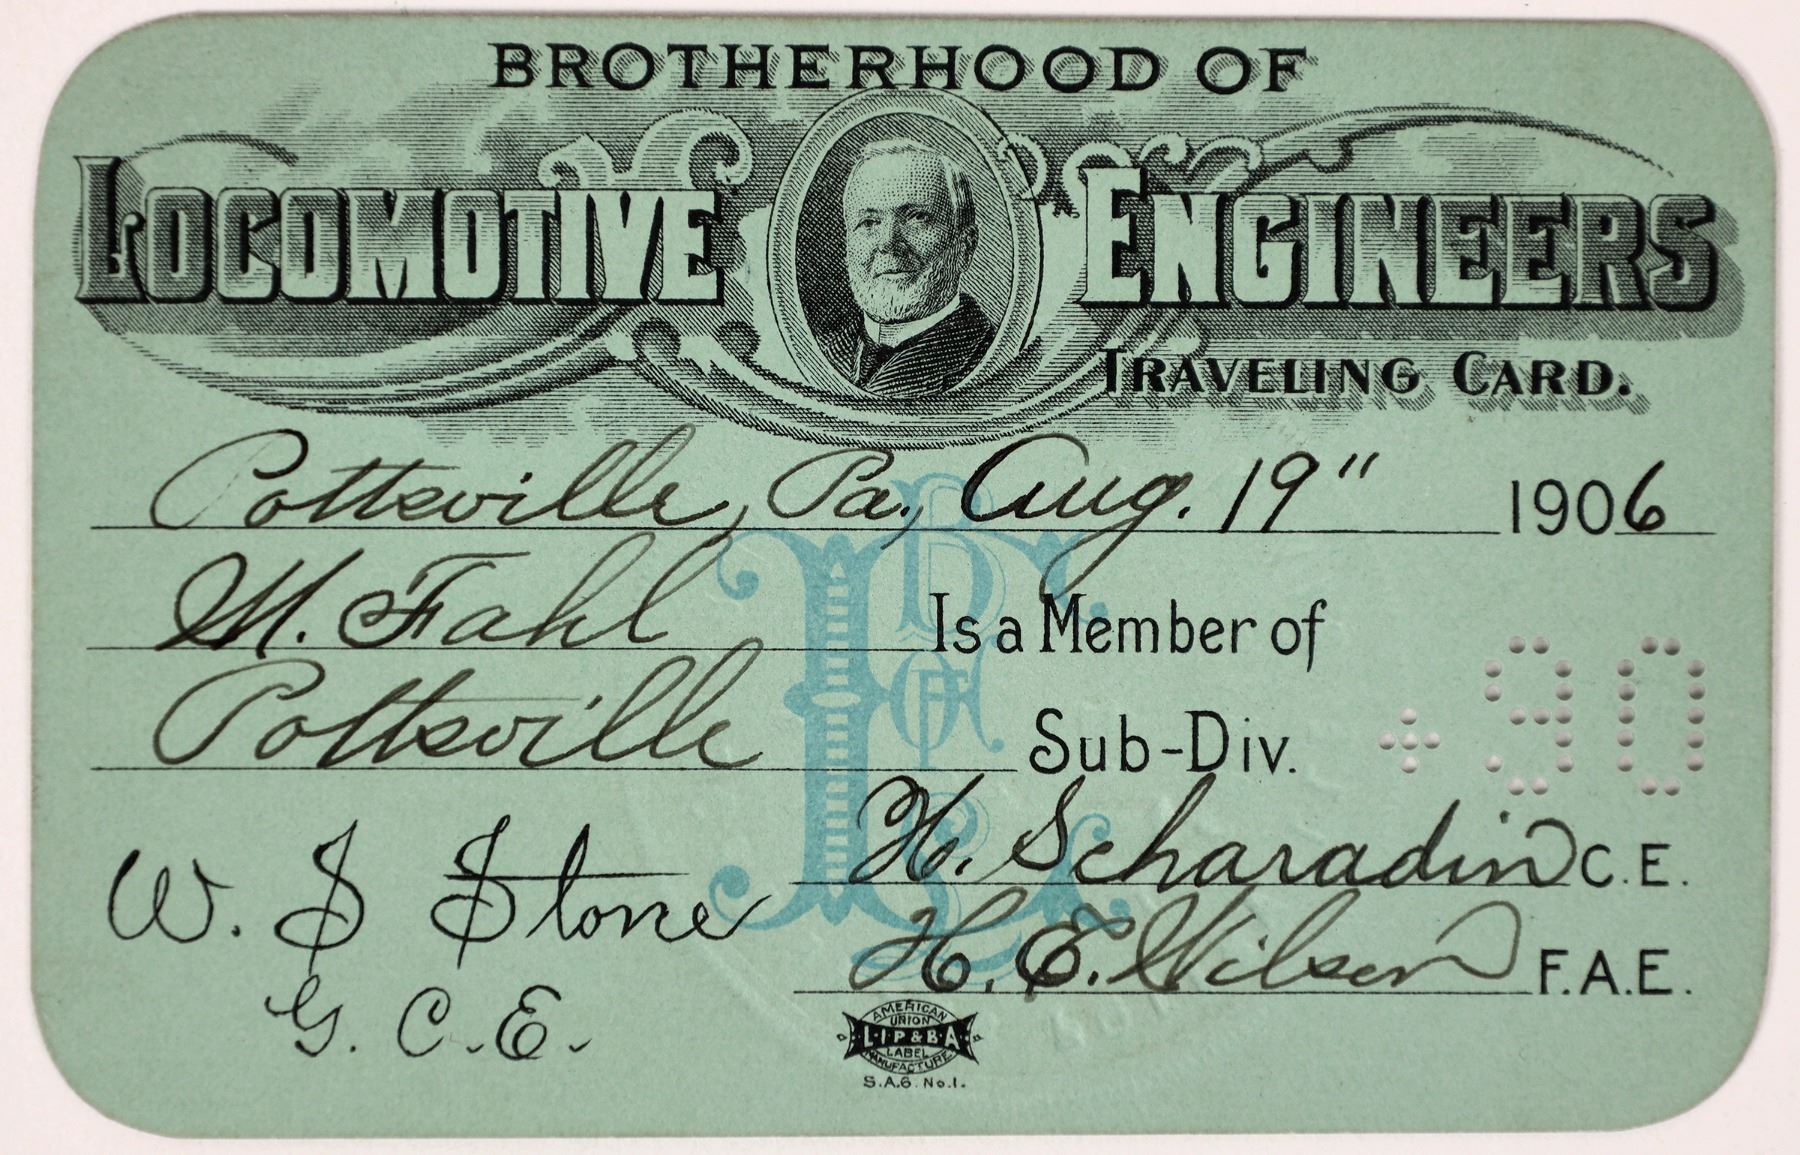 BROTHERHOOD OF
LOCOMOTIVE ENGINEERS
TRAVELING CARD.
Pottsville, Pa., Aug. 19" 1906
M. Fahl Is a Member of
Pottsville Sub-Div. +90
H. Scharadin C.E.
W. S Stone
H. E. Wilson F.A.E.
G. C. E.
AMERICAN
UNION
L.I.P.&B.A.
LABEL
MANUFACTURE
S.A.6. No.1.